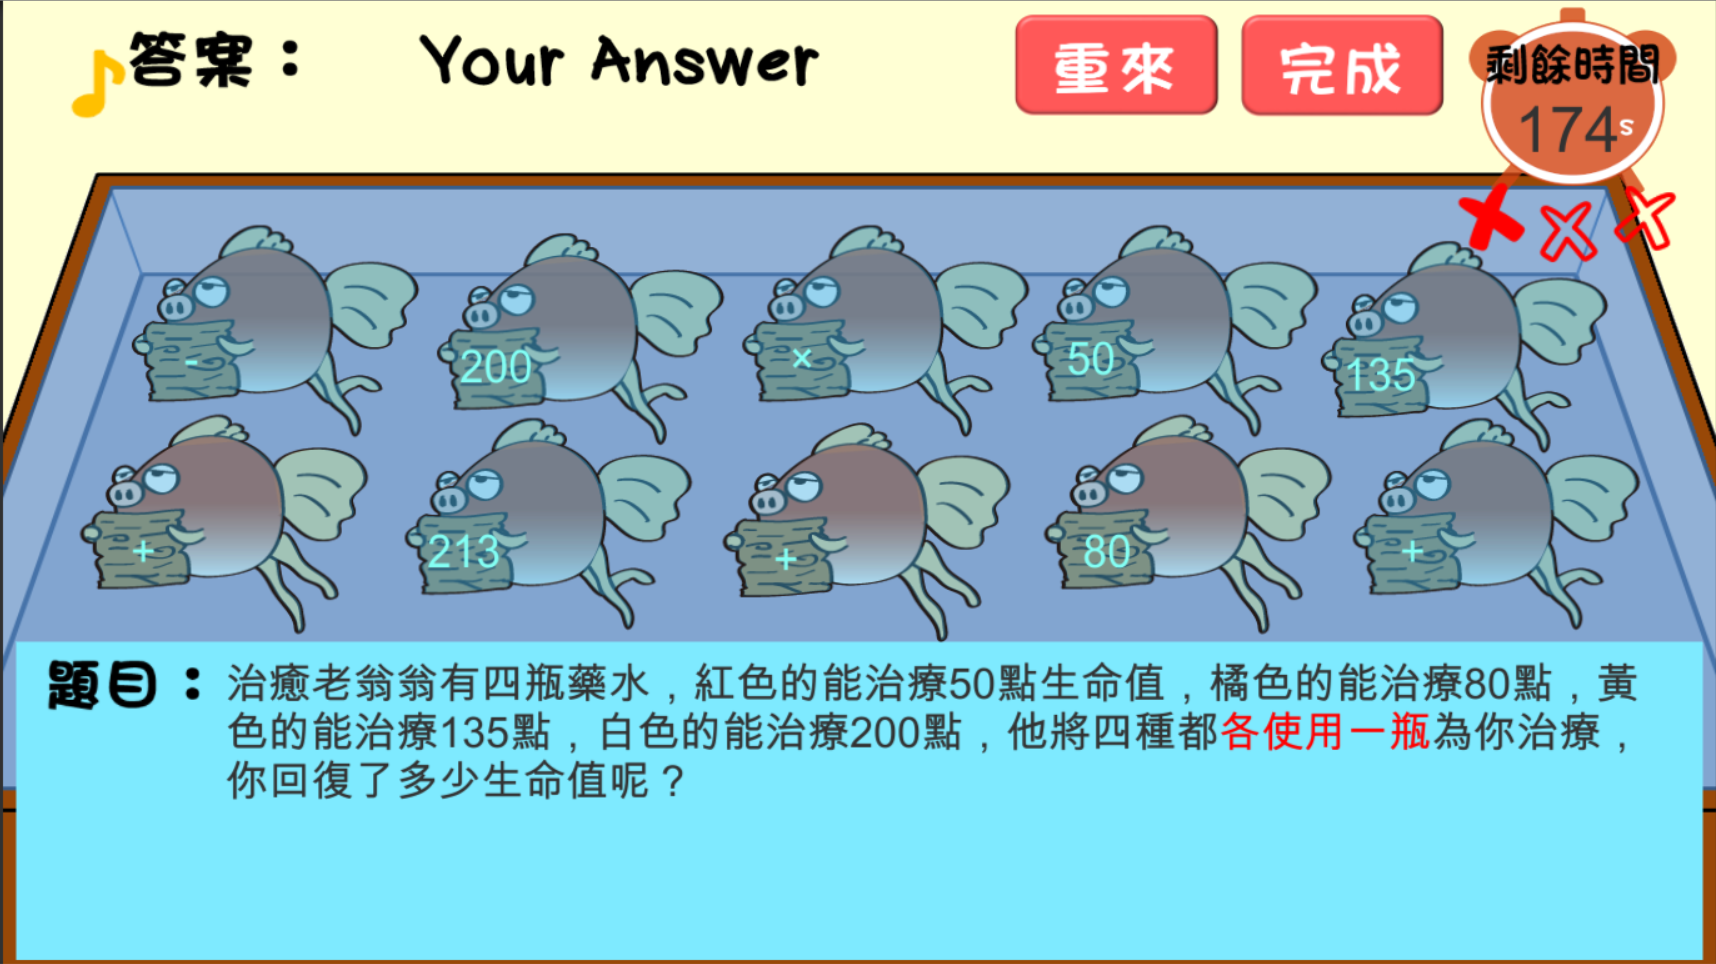 答案： Your Answer 重來 完成 剩餘時間
174s
- 200 × 50 135
+ 213 + 80 +
題目： 治癒老翁翁有四瓶藥水，紅色的能治療50點生命值，橘色的能治療80點，黃
色的能治療135點，白色的能治療200點，他將四種都各使用一瓶為你治療，
你回復了多少生命值呢？